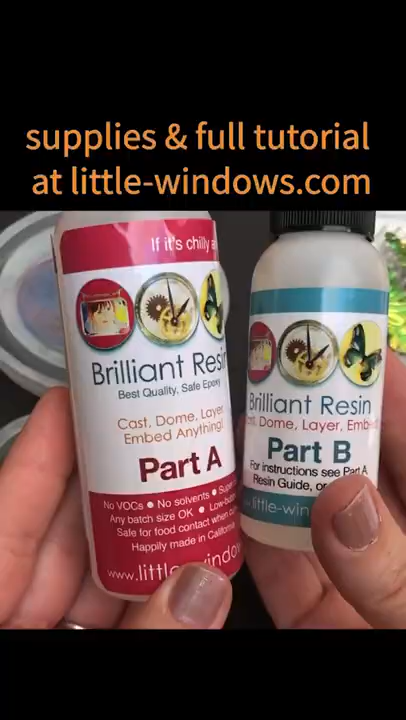 supplies & full tutorial
at little-windows.com
If it's chilly
Brilliant Resin
Best Quality, Safe Epoxy
Cast, Dome, Layer
Embed Anything!
Part A
No VOCs ● No solvents ●
Any batch size OK ●
Safe for food contact when
Happily made in California
www.little-windo
Brilliant Resin
Dome, Layer,
Part B
For instructions see Part A
Resin Guide, or
little-win